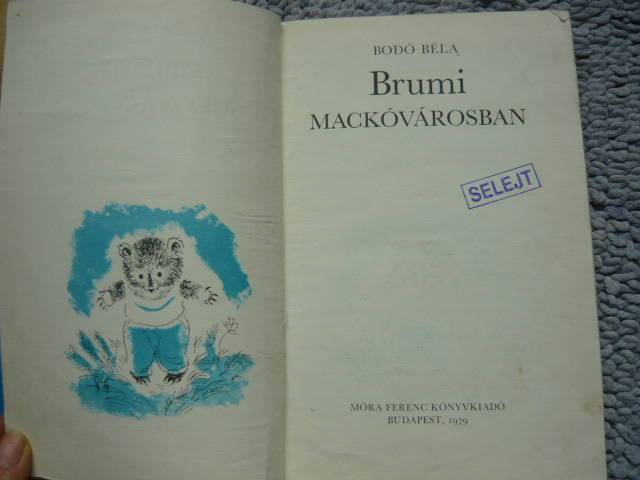 BODÓ BÉLA
Brumi
MACKÓVÁROSBAN
SELEJT
MÓRA FERENC KÖNYVKIADÓ
BUDAPEST, 1979